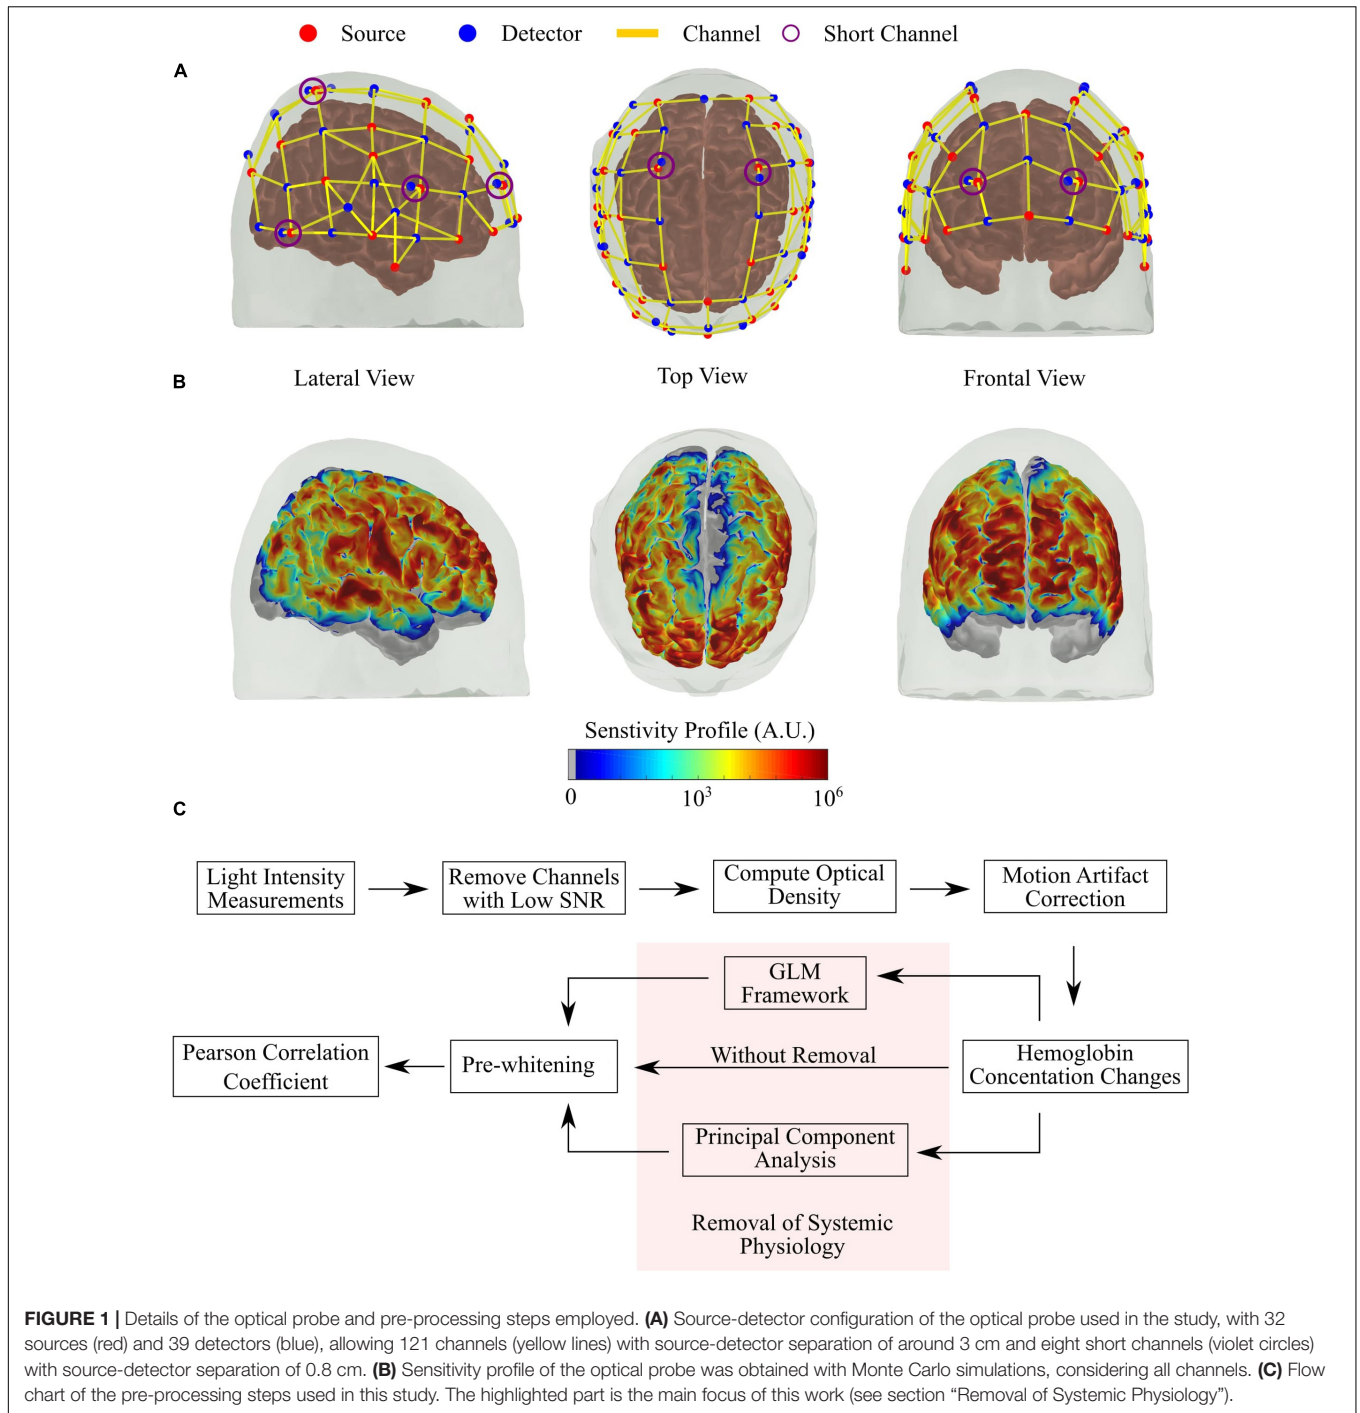 Source Detector Channel Short Channel
A
Lateral View Top View Frontal View
B
Senstivity Profile (A.U.)
0 10³ 10⁶
C
Light Intensity
Measurements
Remove Channels
with Low SNR
Compute Optical
Density
Motion Artifact
Correction
GLM
Framework
Pearson Correlation
Coefficient
Pre-whitening
Without Removal
Hemoglobin
Concentation Changes
Principal Component
Analysis
Removal of Systemic
Physiology
FIGURE 1 | Details of the optical probe and pre-processing steps employed. (A) Source-detector configuration of the optical probe used in the study, with 32
sources (red) and 39 detectors (blue), allowing 121 channels (yellow lines) with source-detector separation of around 3 cm and eight short channels (violet circles)
with source-detector separation of 0.8 cm. (B) Sensitivity profile of the optical probe was obtained with Monte Carlo simulations, considering all channels. (C) Flow
chart of the pre-processing steps used in this study. The highlighted part is the main focus of this work (see section “Removal of Systemic Physiology”).